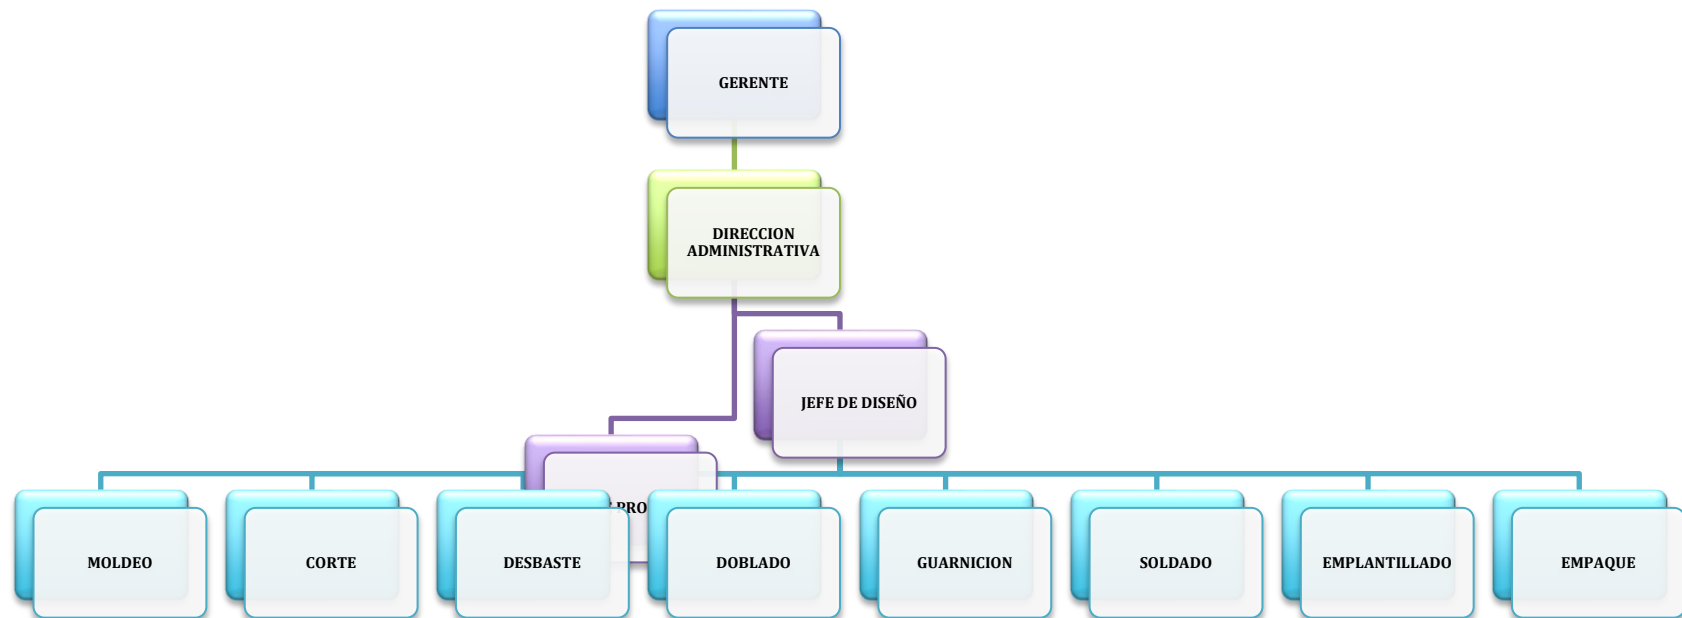 GERENTE
DIRECCION
ADMINISTRATIVA
JEFE DE DISEÑO
MOLDEO
CORTE
DESBASTE
DOBLADO
GUARNICION
SOLDADO
EMPLANTILLADO
EMPAQUE